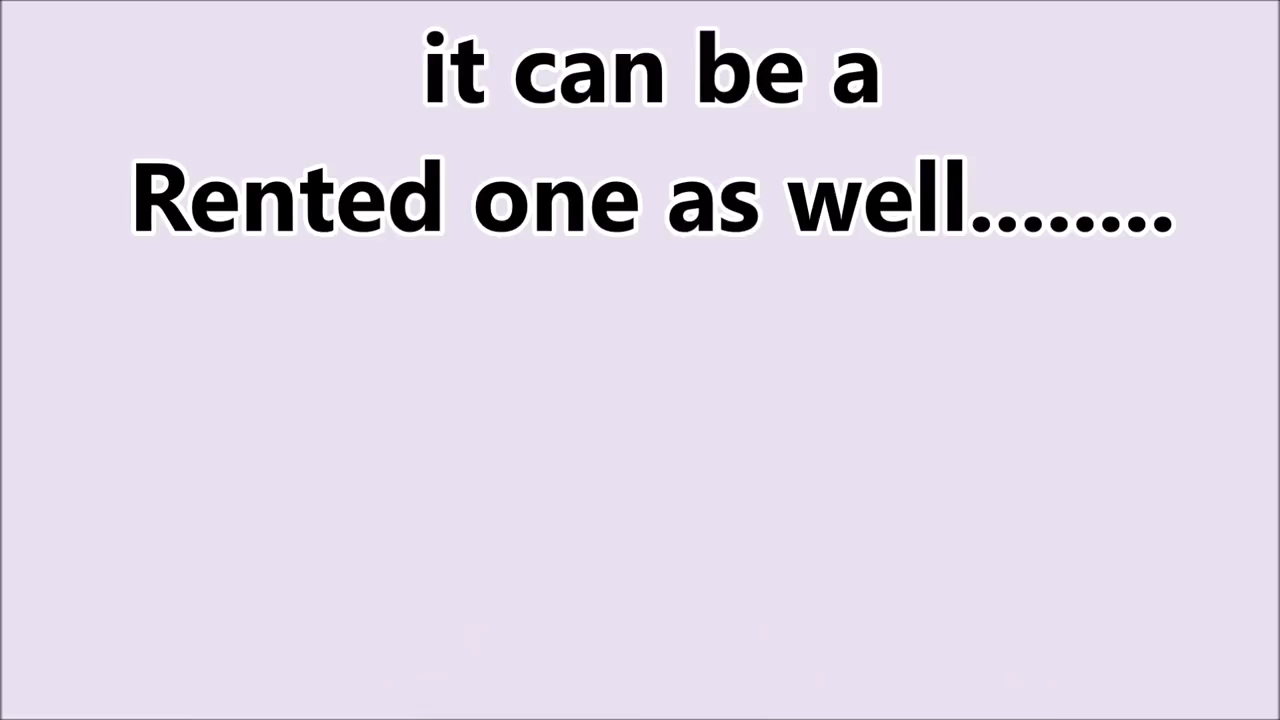 it can be a
Rented one as well........